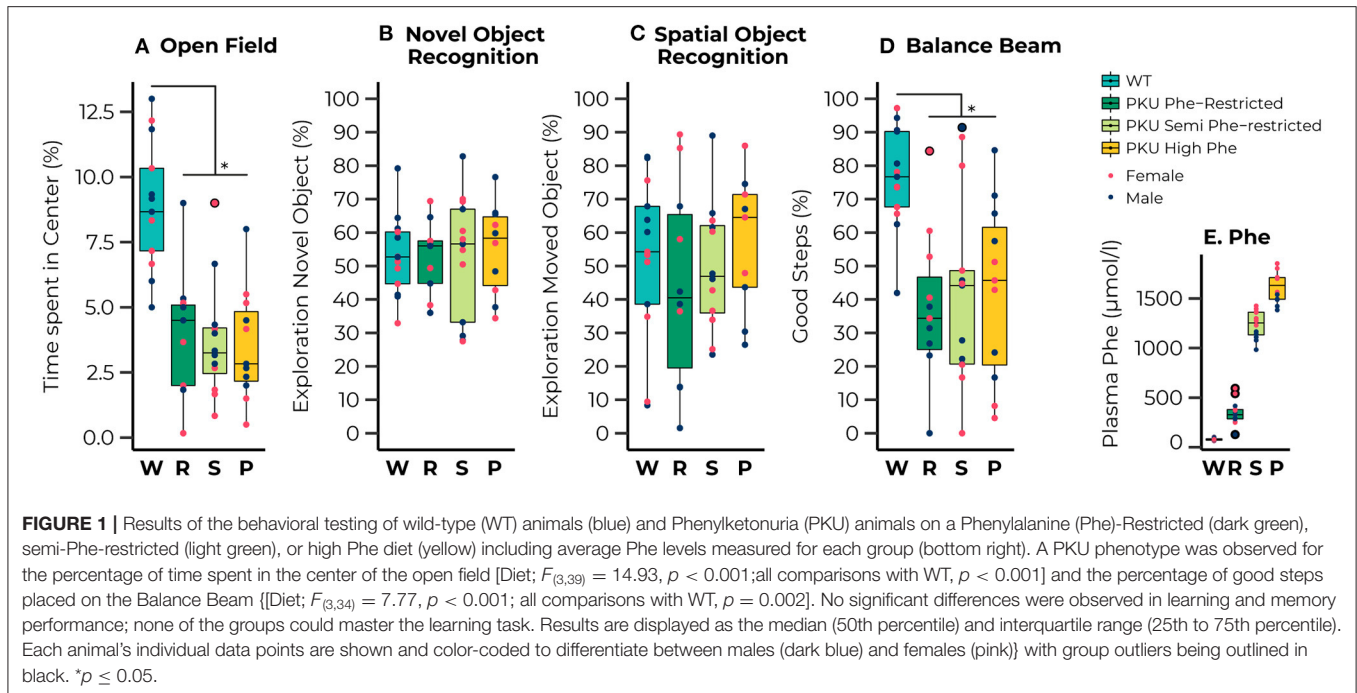 A Open Field
Time spent in Center (%)
12.5
10.0
7.5
5.0
2.5
0.0
*
W R S P
B Novel Object
Recognition
Exploration Novel Object (%)
100
90
80
70
60
50
40
30
20
10
0
W R S P
C Spatial Object
Recognition
Exploration Moved Object (%)
100
90
80
70
60
50
40
30
20
10
0
W R S P
D Balance Beam
Good Steps (%)
100
90
80
70
60
50
40
30
20
10
0
*
W R S P
WT
PKU Phe-Restricted
PKU Semi Phe-restricted
PKU High Phe
Female
Male
E. Phe
Plasma Phe (μmol/l)
1500
1000
500
0
W R S P
FIGURE 1 | Results of the behavioral testing of wild-type (WT) animals (blue) and Phenylketonuria (PKU) animals on a Phenylalanine (Phe)-Restricted (dark green),
semi-Phe-restricted (light green), or high Phe diet (yellow) including average Phe levels measured for each group (bottom right). A PKU phenotype was observed for
the percentage of time spent in the center of the open field [Diet; F(3,39) = 14.93, p < 0.001;all comparisons with WT, p < 0.001] and the percentage of good steps
placed on the Balance Beam {[Diet; F(3,34) = 7.77, p < 0.001; all comparisons with WT, p = 0.002]. No significant differences were observed in learning and memory
performance; none of the groups could master the learning task. Results are displayed as the median (50th percentile) and interquartile range (25th to 75th percentile).
Each animal's individual data points are shown and color-coded to differentiate between males (dark blue) and females (pink)} with group outliers being outlined in
black. *p ≤ 0.05.